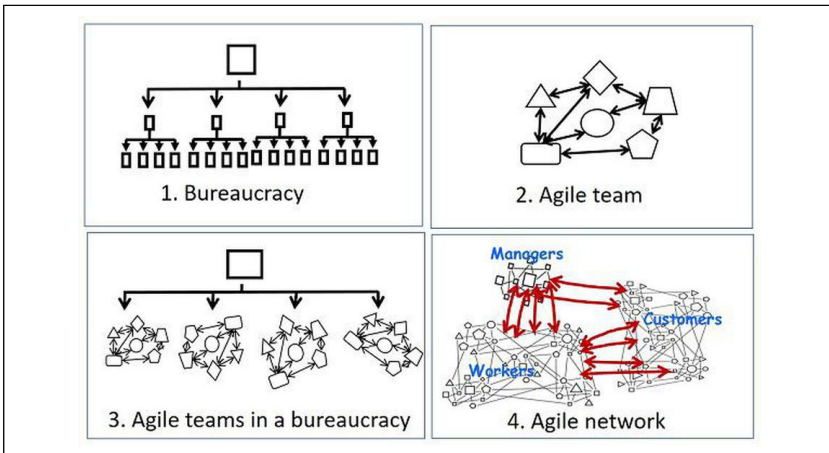 1. Bureaucracy
2. Agile team
3. Agile teams in a bureaucracy
Managers
Customers
Workers
4. Agile network